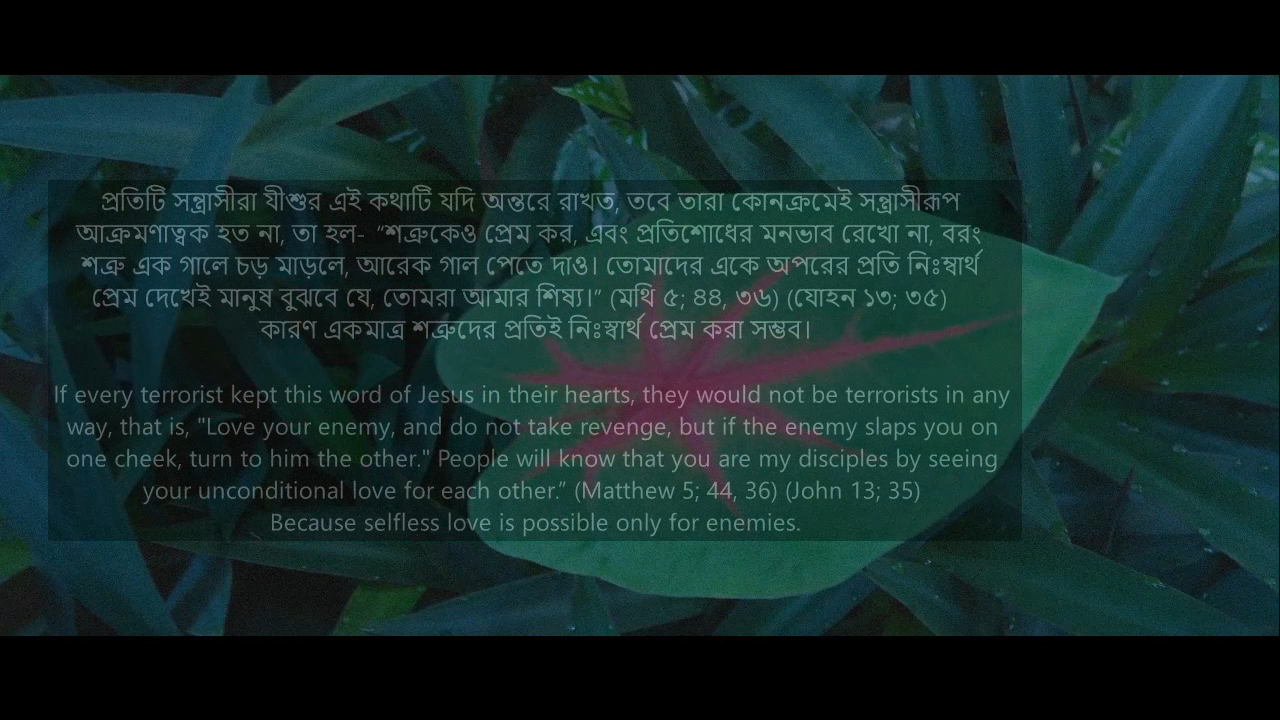 প্রতিটি সন্ত্রাসীরা যীশুর এই কথাটি যদি অন্তরে রাখত, তবে তারা কোনক্রমেই সন্ত্রাসীরূপ
আক্রমণাত্বক হত না, তা হল- “শত্রুকেও প্রেম কর, এবং প্রতিশোধের মনভাব রেখো না, বরং
শত্রু এক গালে চড় মাড়লে, আরেক গাল পেতে দাও। তোমাদের একে অপরের প্রতি নিঃস্বার্থ
প্রেম দেখেই মানুষ বুঝবে যে, তোমরা আমার শিষ্য।” (মথি ৫; ৪৪, ৩৬) (যোহন ১৩; ৩৫)
কারণ একমাত্র শত্রুদের প্রতিই নিঃস্বার্থ প্রেম করা সম্ভব।
If every terrorist kept this word of Jesus in their hearts, they would not be terrorists in any
way, that is, "Love your enemy, and do not take revenge, but if the enemy slaps you on
one cheek, turn to him the other." People will know that you are my disciples by seeing
your unconditional love for each other.” (Matthew 5; 44, 36) (John 13; 35)
Because selfless love is possible only for enemies.